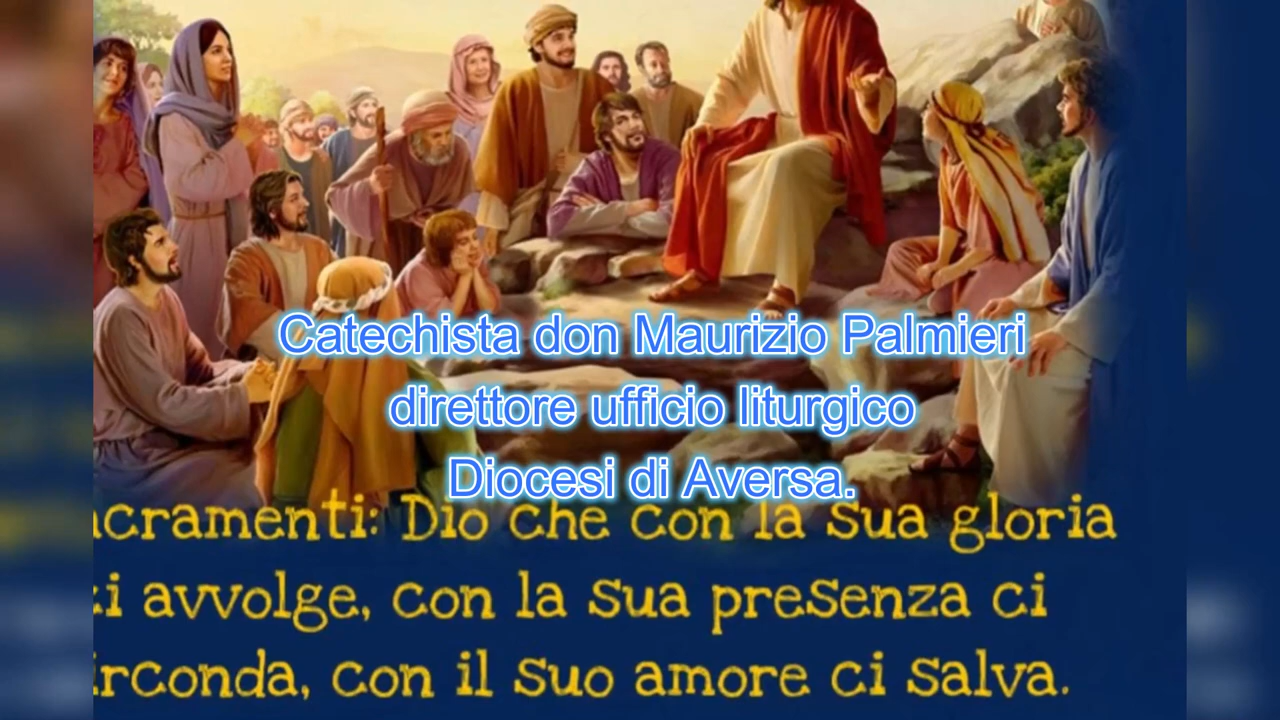 Catechista don Maurizio Palmieri
direttore ufficio liturgico
Diocesi di Aversa.
acramenti: Dio che con la sua gloria
ci avvolge, con la sua presenza ci
irconda, con il suo amore ci salva.